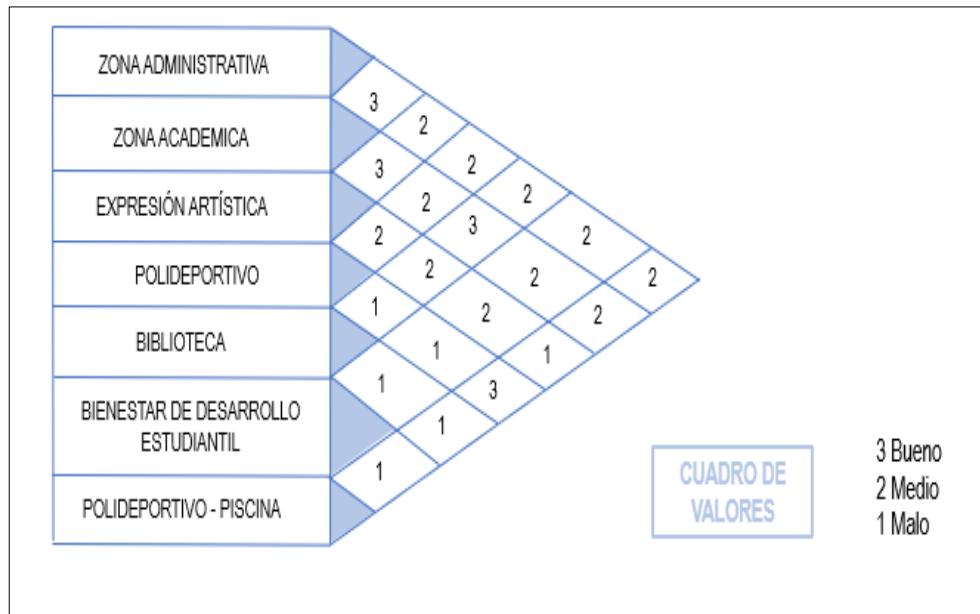 ZONA ADMINISTRATIVA
ZONA ACADEMICA
EXPRESIÓN ARTÍSTICA
POLIDEPORTIVO
BIBLIOTECA
BIENESTAR DE DESARROLLO
ESTUDIANTIL
POLIDEPORTIVO - PISCINA
3
2
2
2
2
2
3
2
3
2
2
2
2
2
1
1
1
3
1
1
1
CUADRO DE
VALORES
3 Bueno
2 Medio
1 Malo